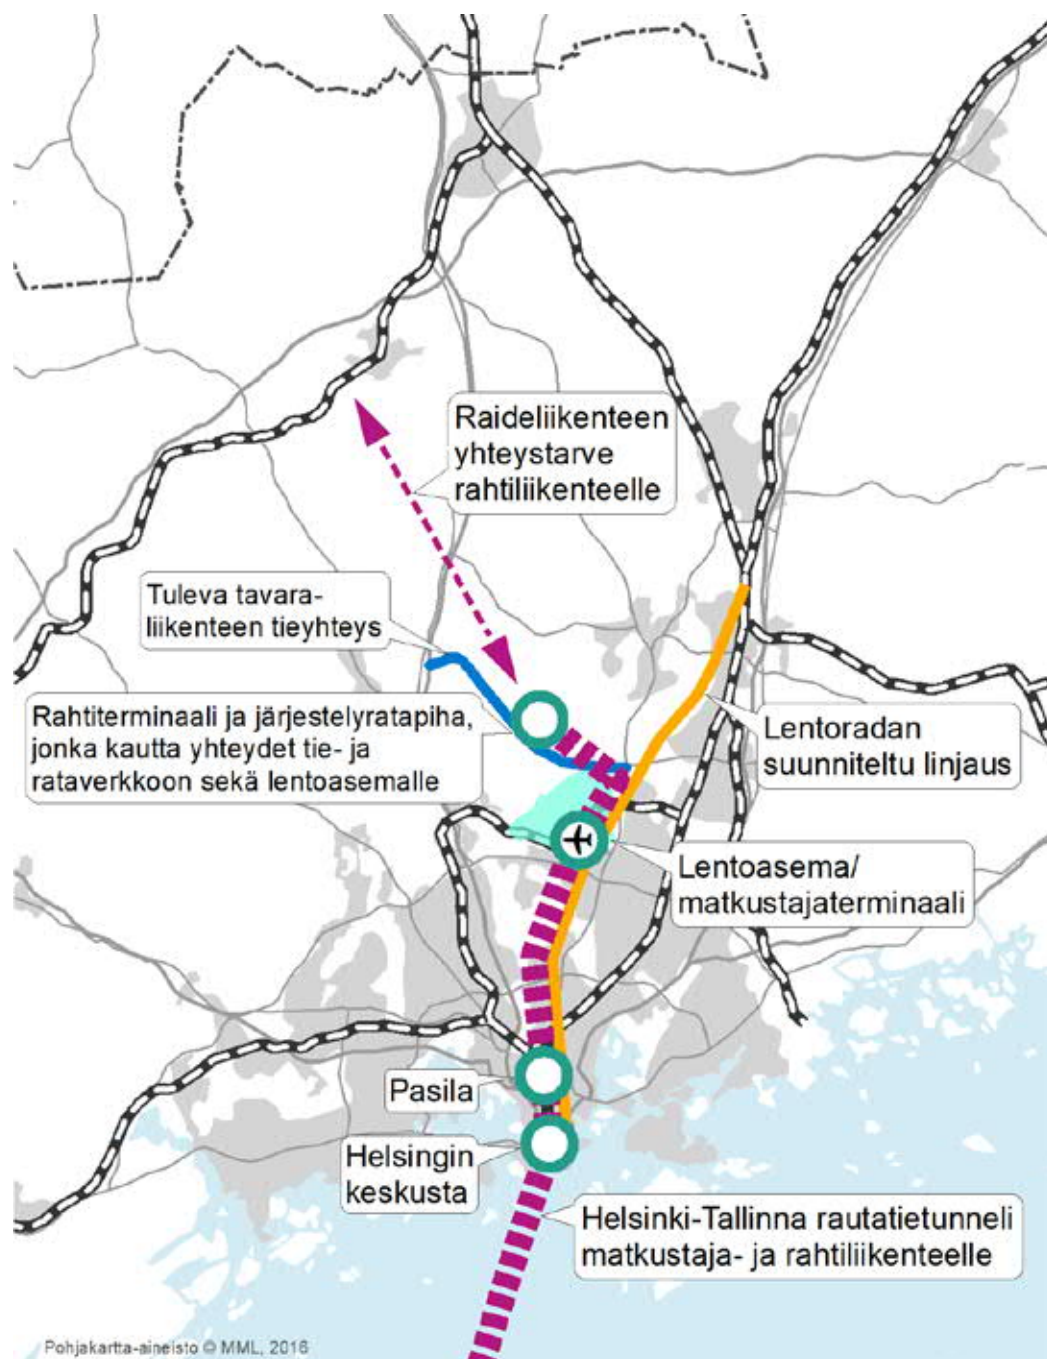 Raideliikenteen
yhteystarve
rahtiliikenteelle
Tuleva tavara-
liikenteen tieyhteys
Rahtiterminaali ja järjestelyratapiha,
jonka kautta yhteydet tie- ja
rataverkkoon sekä lentoasemalle
Lentoradan
suunniteltu linjaus
Lentoasema/
matkustajaterminaali
Pasila
Helsingin
keskusta
Helsinki-Tallinna rautatietunneli
matkustaja- ja rahtiliikenteelle
Pohjakartta-aineisto © MML, 2016